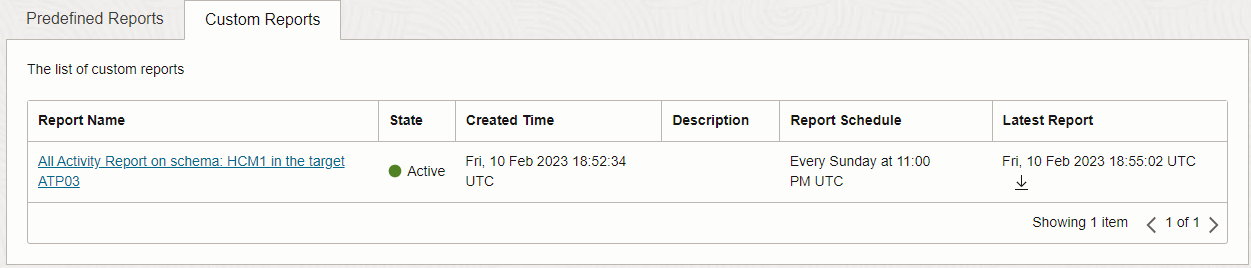 Predefined Reports
Custom Reports
The list of custom reports
Report Name
State
Created Time
Description
Report Schedule
Latest Report
All Activity Report on schema: HCM1 in the target
ATP03
Active
Fri, 10 Feb 2023 18:52:34
UTC
Every Sunday at 11:00
PM UTC
Fri, 10 Feb 2023 18:55:02 UTC
Showing 1 item
1 of 1